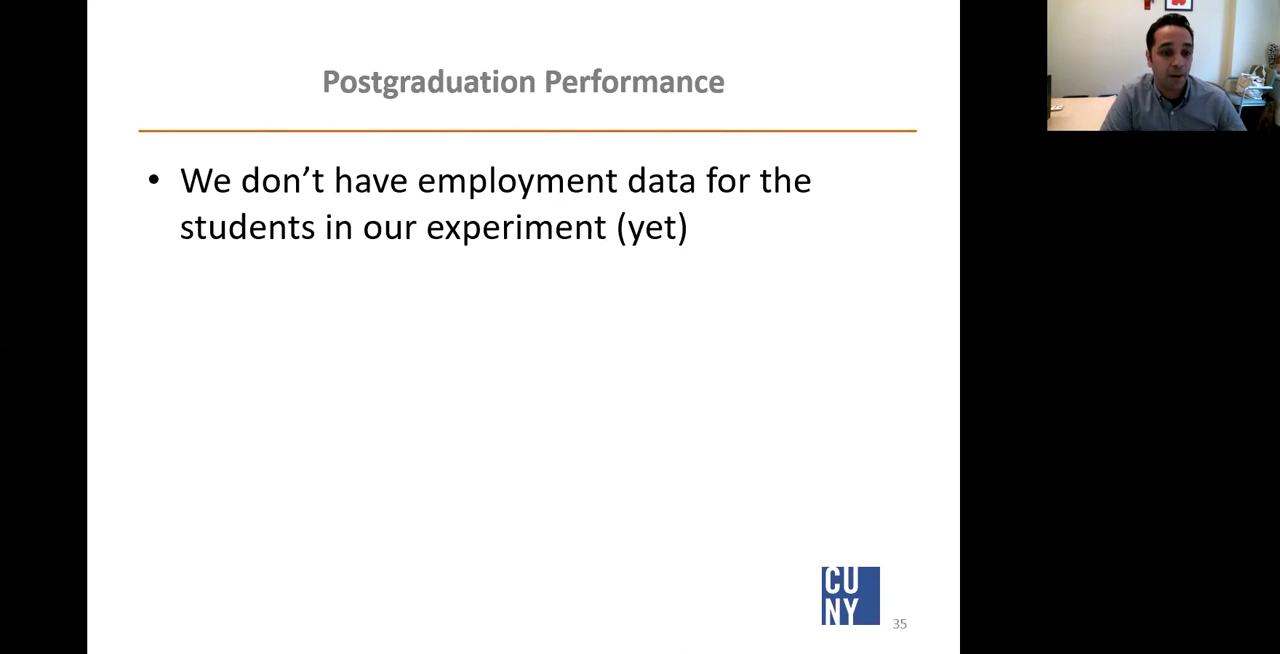 Postgraduation Performance
• We don’t have employment data for the
students in our experiment (yet)
CU
NY
35